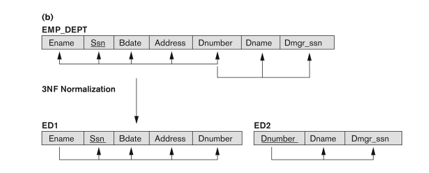 (b)
EMP_DEPT
Ename Ssn Bdate Address Dnumber Dname Dmgr_ssn
3NF Normalization
ED1 ED2
Ename Ssn Bdate Address Dnumber Dnumber Dname Dmgr_ssn